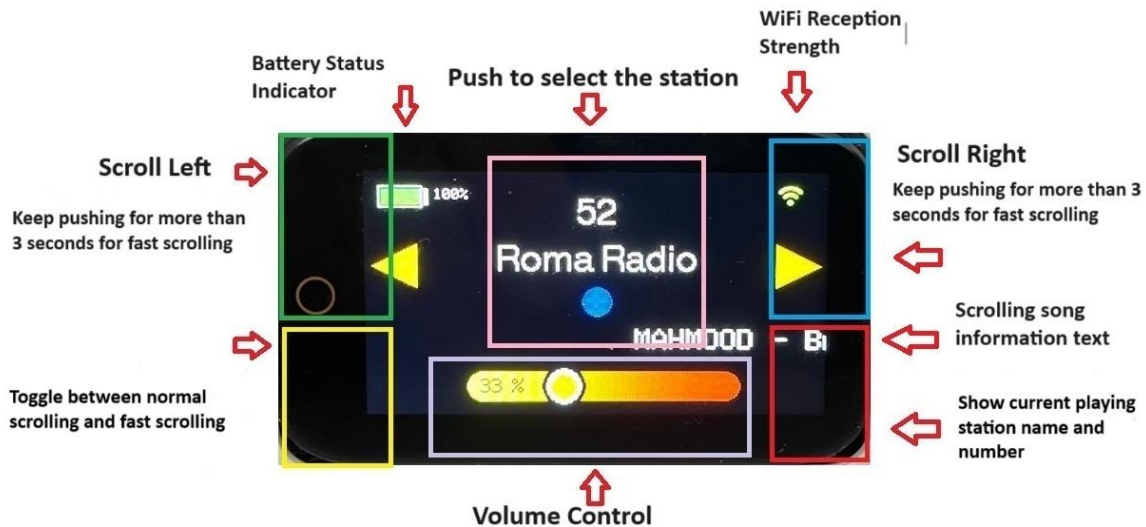 WiFi Reception
Strength
Battery Status
Indicator
Push to select the station
Scroll Left
Keep pushing for more than
3 seconds for fast scrolling
Scroll Right
Keep pushing for more than 3
seconds for fast scrolling
100%
52
Roma Radio
MAHMOOD - Bi
33 %
Scrolling song
information text
Toggle between normal
scrolling and fast scrolling
Show current playing
station name and
number
Volume Control